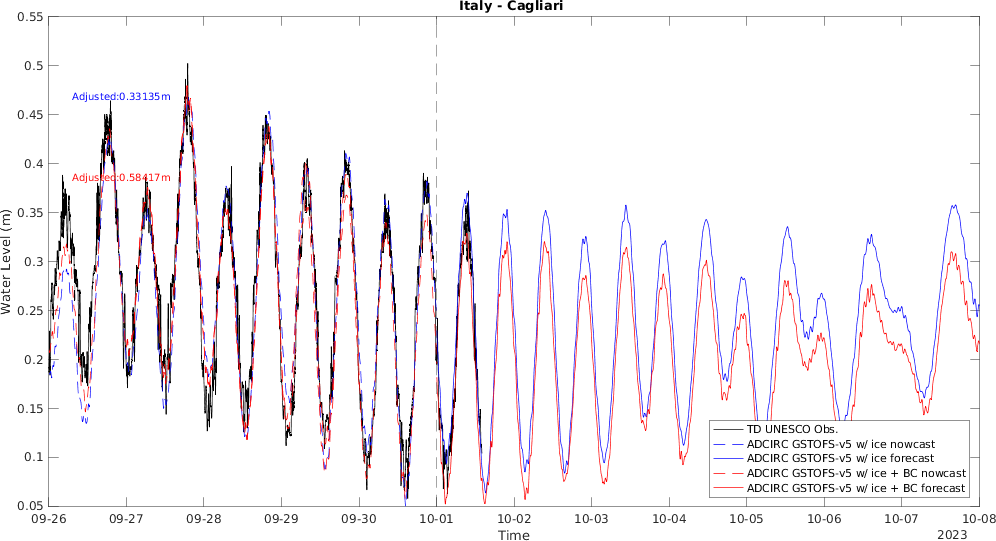 Italy - Cagliari
0.55
0.5
0.45
0.4
0.35
0.3
0.25
0.2
0.15
0.1
0.05
Water Level (m)
Adjusted:0.33135m
Adjusted:0.58417m
TD UNESCO Obs.
ADCIRC GSTOFS-v5 w/ ice nowcast
ADCIRC GSTOFS-v5 w/ ice forecast
ADCIRC GSTOFS-v5 w/ ice + BC nowcast
ADCIRC GSTOFS-v5 w/ ice + BC forecast
09-26 09-27 09-28 09-29 09-30 10-01 10-02 10-03 10-04 10-05 10-06 10-07 10-08
Time
2023